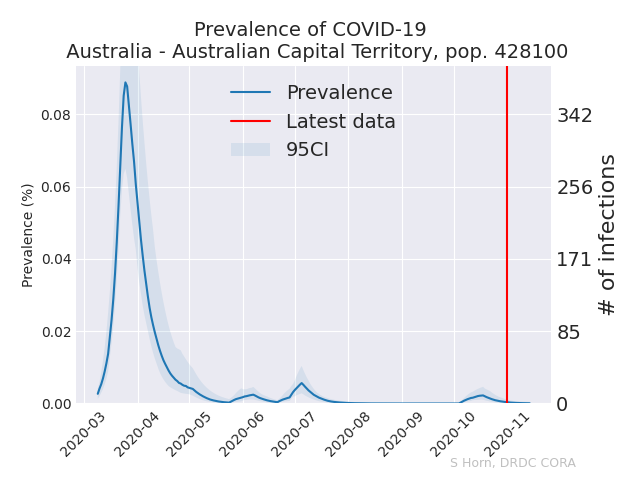 Prevalence of COVID-19
Australia - Australian Capital Territory, pop. 428100
Prevalence
Latest data
95CI
Prevalence (%)
0.08
0.06
0.04
0.02
0.00
342
256
171
85
0
# of infections
2020-03
2020-04
2020-05
2020-06
2020-07
2020-08
2020-09
2020-10
2020-11
S Horn, DRDC CORA